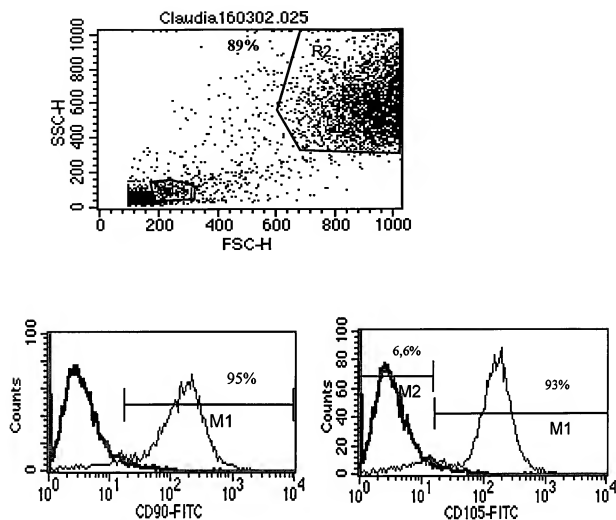 Claudia160302.025
89%
R2
SSC-H
0 200 400 600 800 1000
0 200 400 600 800 1000
FSC-H
Counts
0 100
95%
M1
10^0 10^1 10^2 10^3 10^4
CD90-FITC
Counts
0 20 40 60 80 100
6,6%
M2
93%
M1
10^0 10^1 10^2 10^3 10^4
CD105-FITC